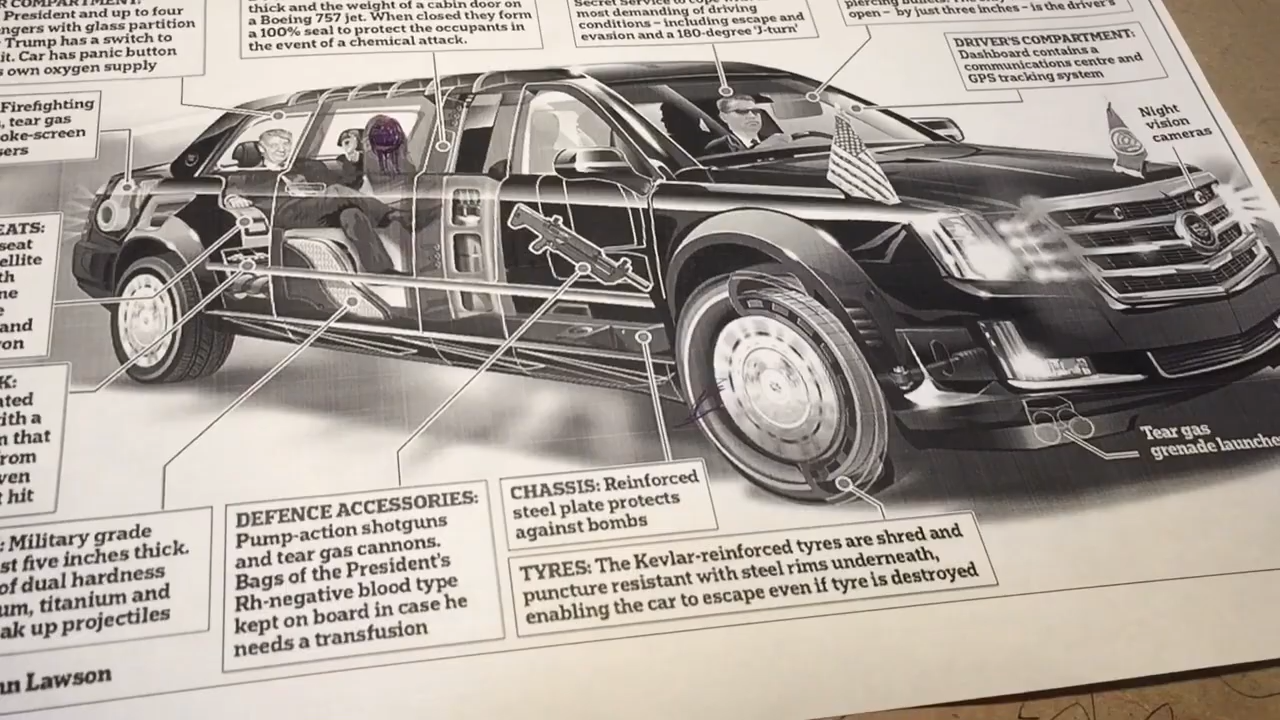 R COMPARTMENT:
President and up to four
ngers with glass partition
Trump has a switch to
it. Car has panic button
s own oxygen supply
hick and the weight of a cabin door on
a Boeing 757 jet. When closed they form
a 100% seal to protect the occupants in
the event of a chemical attack.
Secret Service to cope with
most demanding of driving
conditions – including escape and
evasion and a 180-degree 'J-turn'
piercing bullets. The only
open – by just three inches – is the driver's
DRIVER'S COMPARTMENT:
Dashboard contains a
communications centre and
GPS tracking system
Night
vision
cameras
Firefighting
, tear gas
oke-screen
sers
EATS:
seat
ellite
th
ne
e
and
on
K:
ated
ith a
n that
rom
ven
hit
: Military grade
st five inches thick.
of dual hardness
um, titanium and
ak up projectiles
DEFENCE ACCESSORIES:
Pump-action shotguns
and tear gas cannons.
Bags of the President's
Rh-negative blood type
kept on board in case he
needs a transfusion
CHASSIS: Reinforced
steel plate protects
against bombs
TYRES: The Kevlar-reinforced tyres are shred and
puncture resistant with steel rims underneath,
enabling the car to escape even if tyre is destroyed
Tear gas
grenade launche
nn Lawson